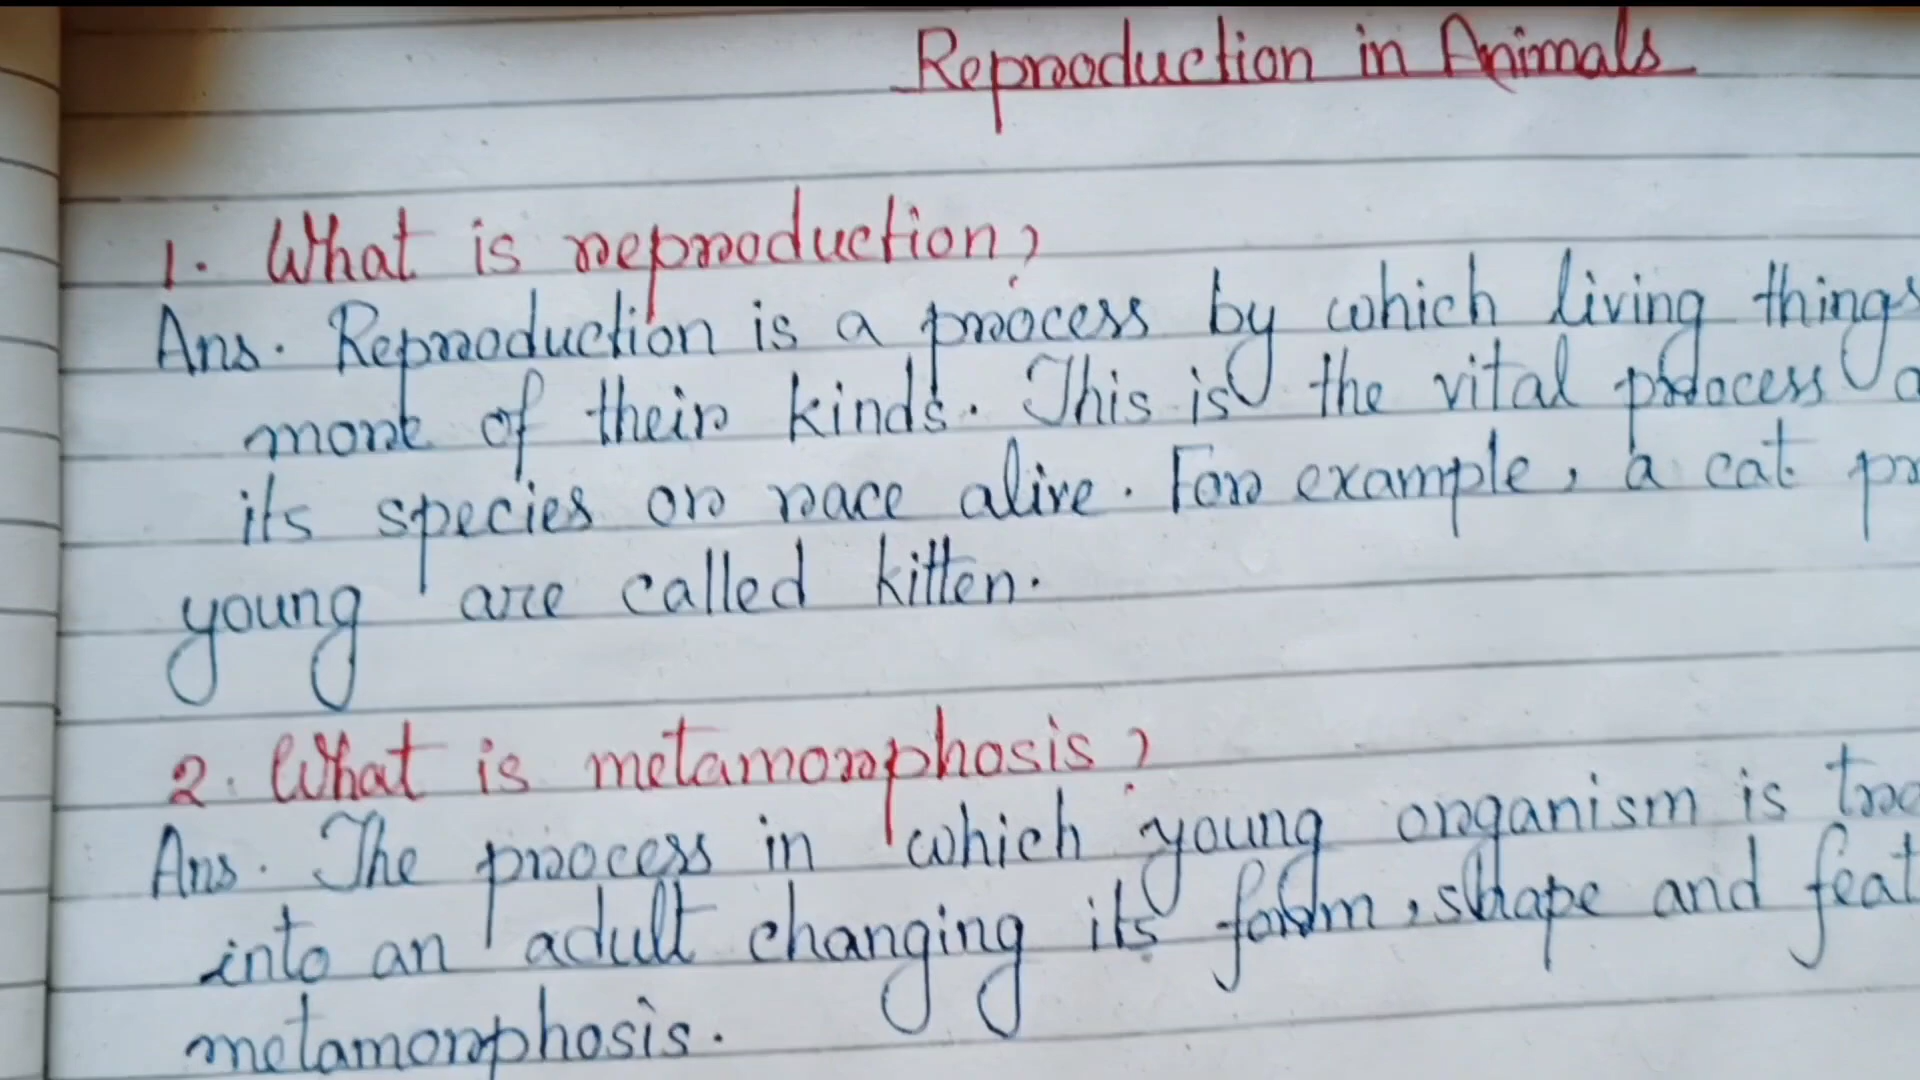 Reproduction in Animals
1. What is reproduction?
Ans. Reproduction is a process by which living things
more of their kinds. This is the vital process
its species or race alive. For example, a cat
young are called kitten.
2. What is metamorphosis?
Ans. The process in which young organism is
into an adult changing its form, shape and
metamorphosis.